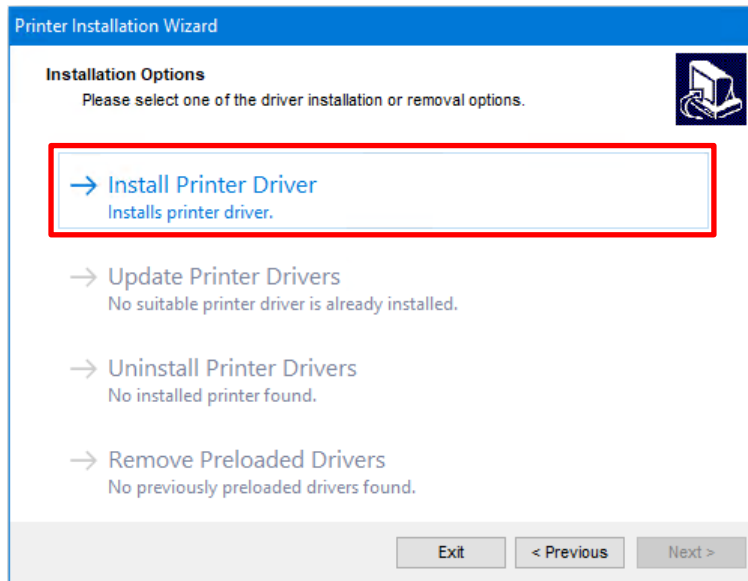 Printer Installation Wizard
Installation Options
Please select one of the driver installation or removal options.
Install Printer Driver
Installs printer driver.
Update Printer Drivers
No suitable printer driver is already installed.
Uninstall Printer Drivers
No installed printer found.
Remove Preloaded Drivers
No previously preloaded drivers found.
Exit < Previous Next >